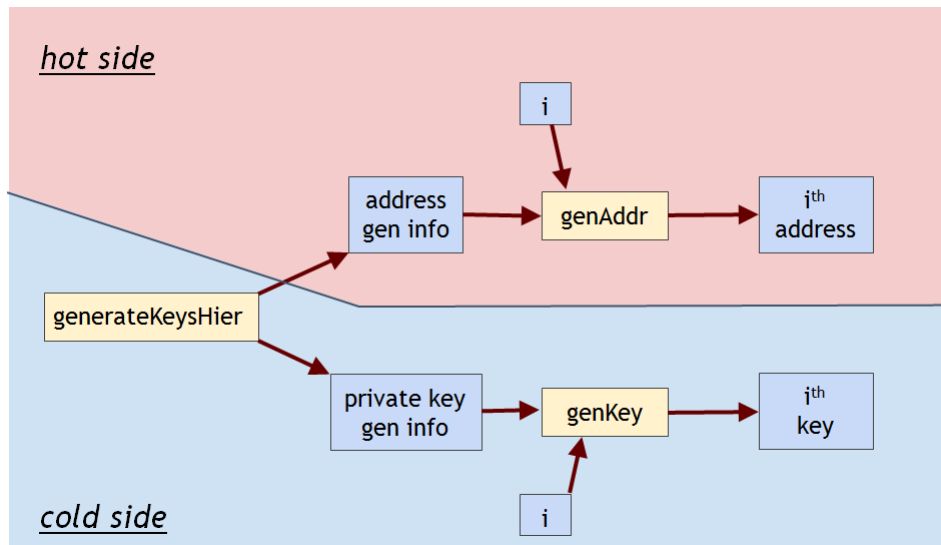 hot side
i
address
gen info
genAddr
iᵗʰ
address
generateKeysHier
private key
gen info
genKey
iᵗʰ
key
i
cold side